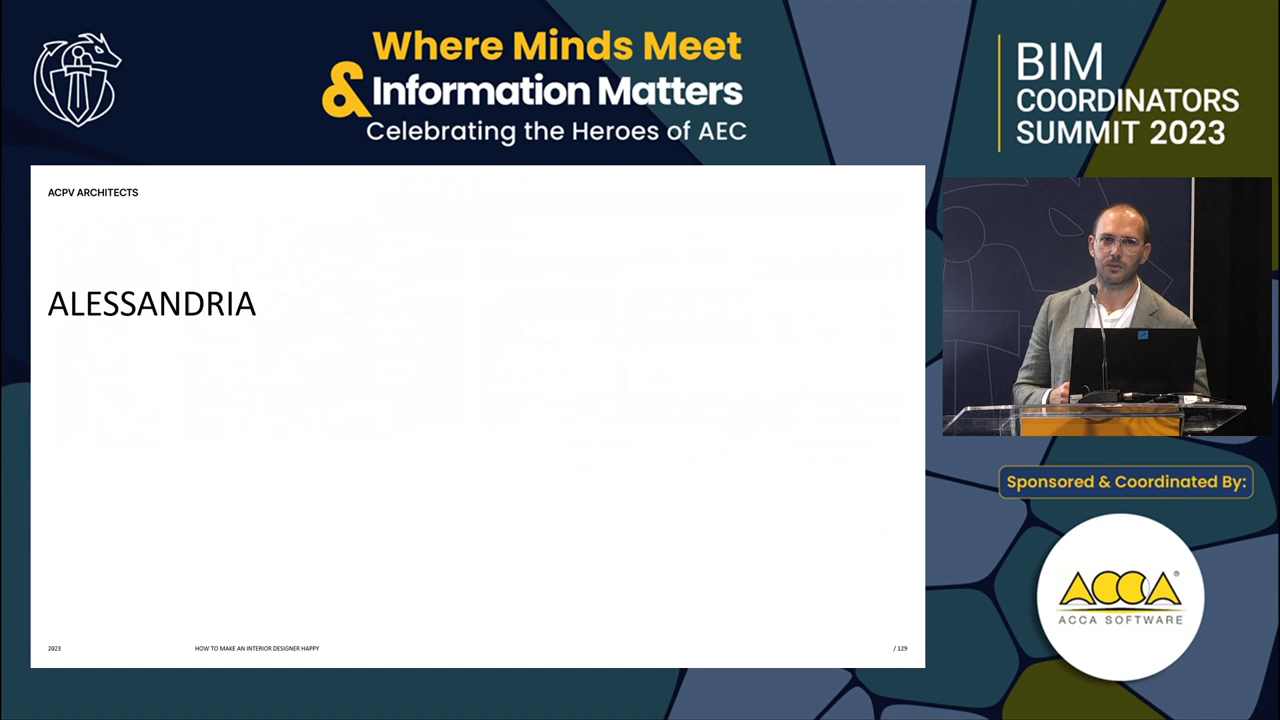 Where Minds Meet
& Information Matters
Celebrating the Heroes of AEC
BIM
COORDINATORS
SUMMIT 2023
ACPV ARCHITECTS
ALESSANDRIA
2023
HOW TO MAKE AN INTERIOR DESIGNER HAPPY
/ 129
Sponsored & Coordinated By:
ACCA®
ACCA SOFTWARE